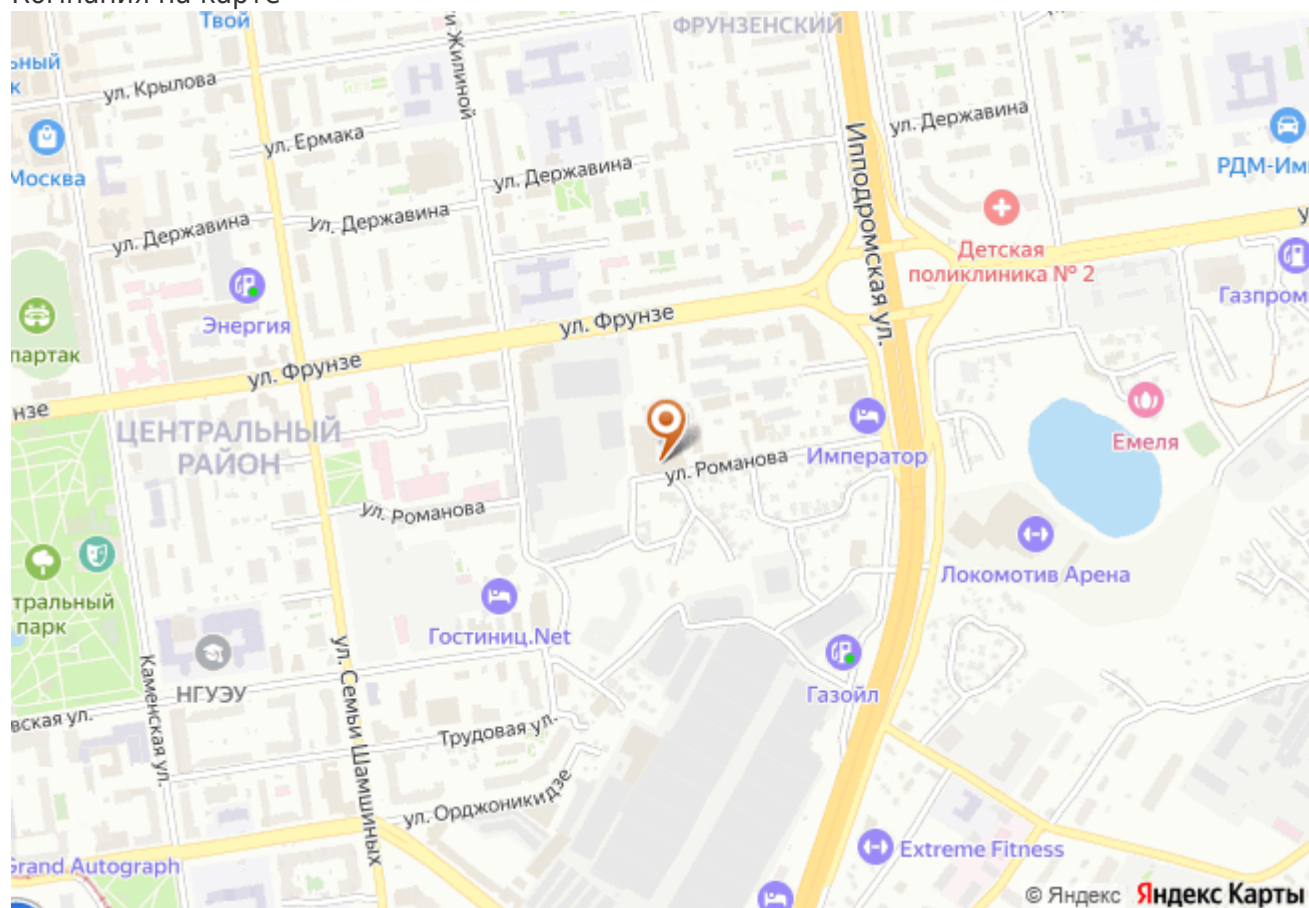 Компания на карте
Твой
ФРУНЗЕНСКИЙ
и Жилиной
ул. Крылова
ул. Ермака
ул. Державина
Ипподромская ул.
ул. Державина
Москва
РДМ-Им
ул. Державина
Ул. Державина
Детская
поликлиника № 2
Энергия
Газпром
партак
ул. Фрунзе
ул. Фрунзе
нзе
ЦЕНТРАЛЬНЫЙ
РАЙОН
Емеля
Император
ул. Романова
Ул. Романова
Локомотив Арена
тральный
парк
Гостиниц.Net
НГУЭУ
Каменская ул.
ул. Семьи Шамшиных
Газойл
вская ул.
Трудовая ул.
ул. Орджоникидзе
Grand Autograph
Extreme Fitness
© Яндекс Яндекс Карты